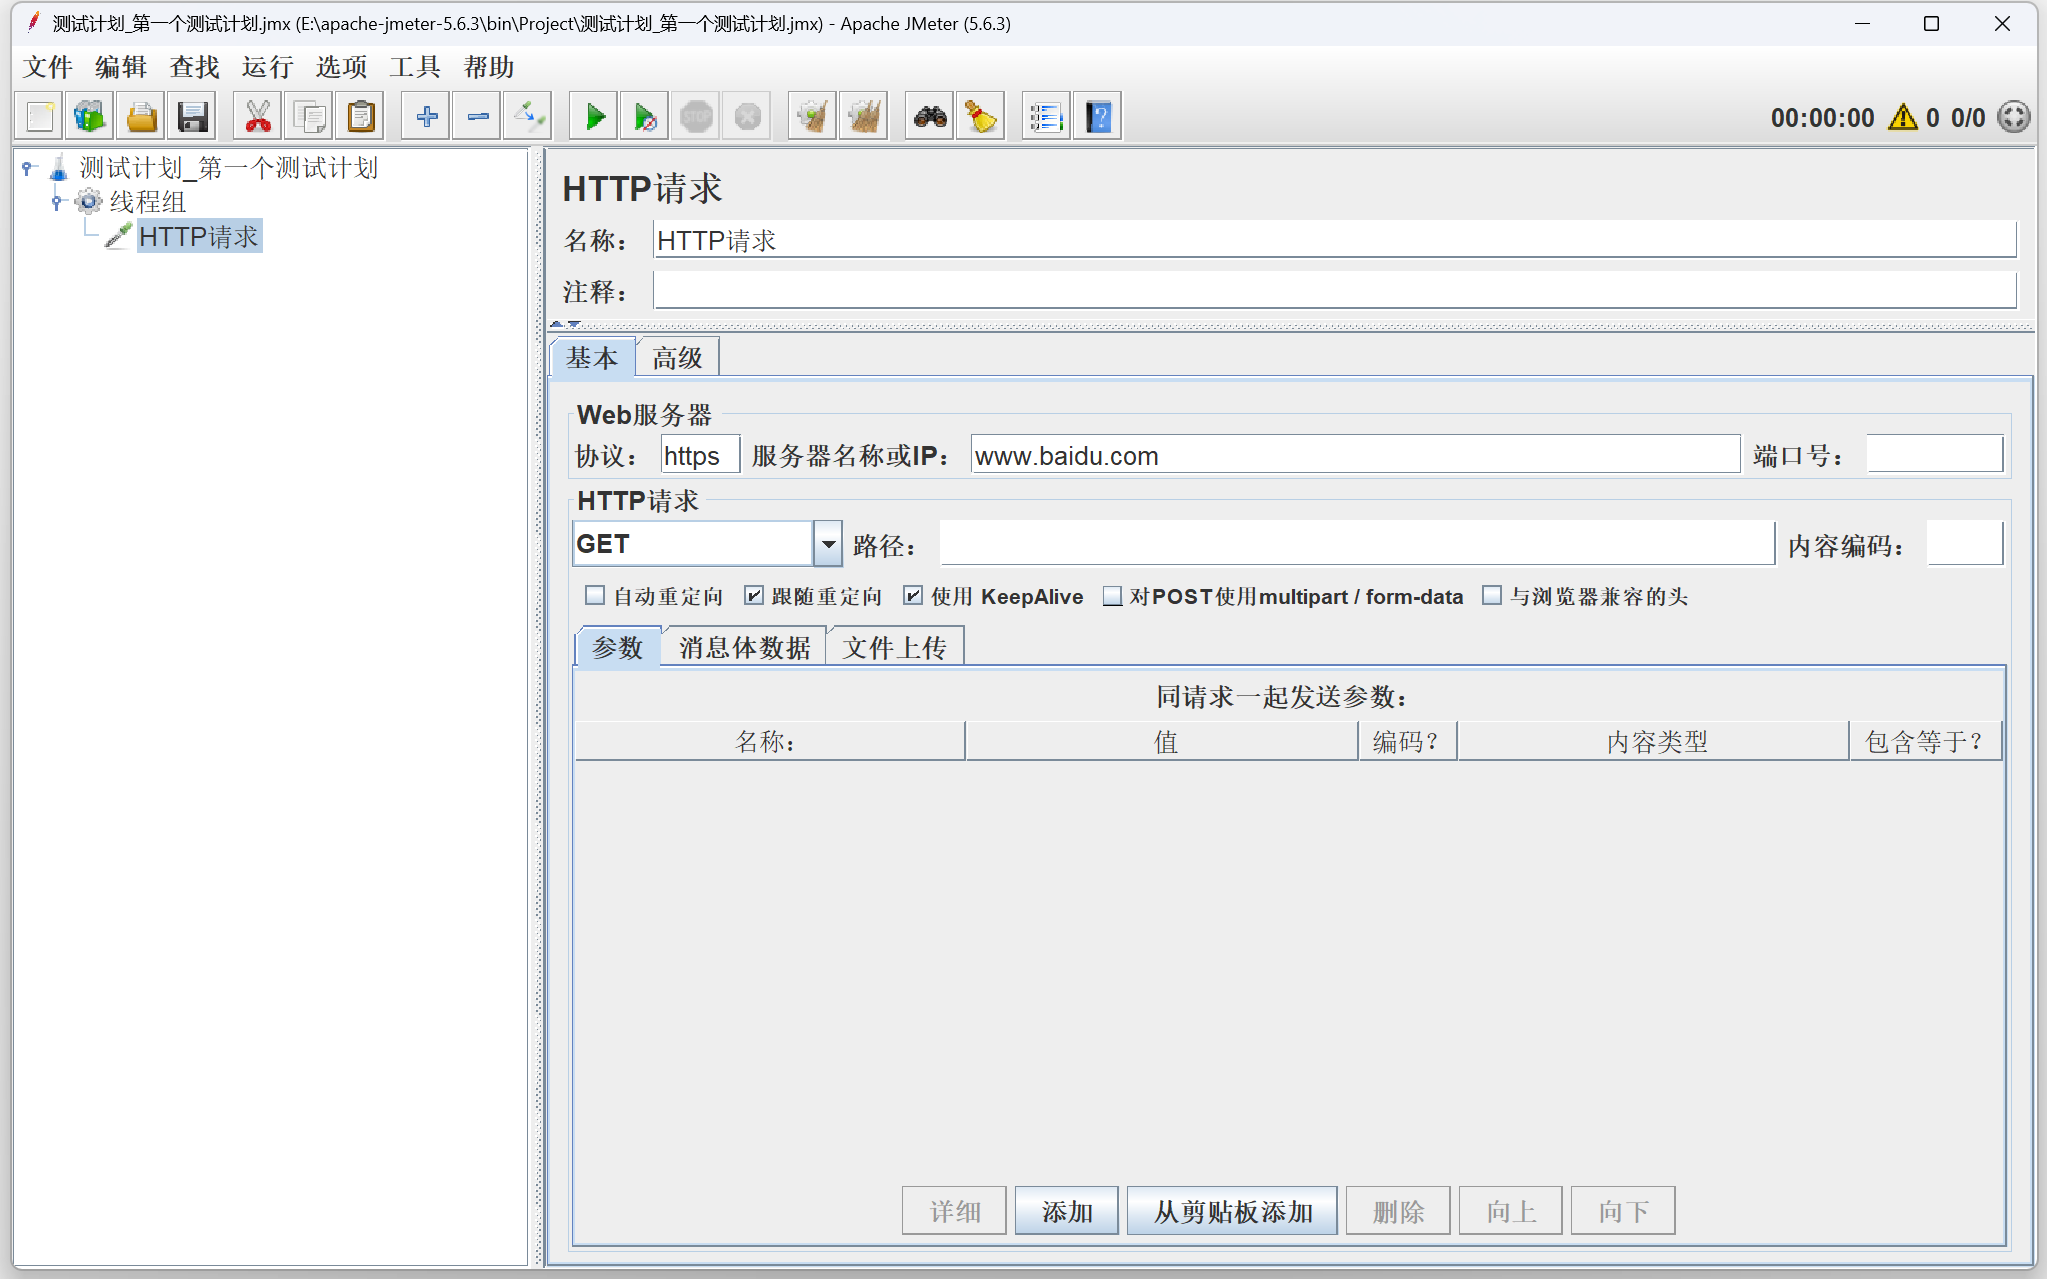 测试计划_第一个测试计划.jmx (E:\apache-jmeter-5.6.3\bin\Project\测试计划_第一个测试计划.jmx) - Apache JMeter (5.6.3)
文件 编辑 查找 运行 选项 工具 帮助
STOP ? 00:00:00 0 0/0
测试计划_第一个测试计划
线程组
HTTP请求
HTTP请求
名称： HTTP请求
注释：
基本 高级
Web服务器
协议： https 服务器名称或IP： www.baidu.com 端口号：
HTTP请求
GET 路径： 内容编码：
自动重定向 跟随重定向 使用 KeepAlive 对POST使用multipart / form-data 与浏览器兼容的头
参数 消息体数据 文件上传
同请求一起发送参数：
名称： 值 编码？ 内容类型 包含等于？
详细 添加 从剪贴板添加 删除 向上 向下